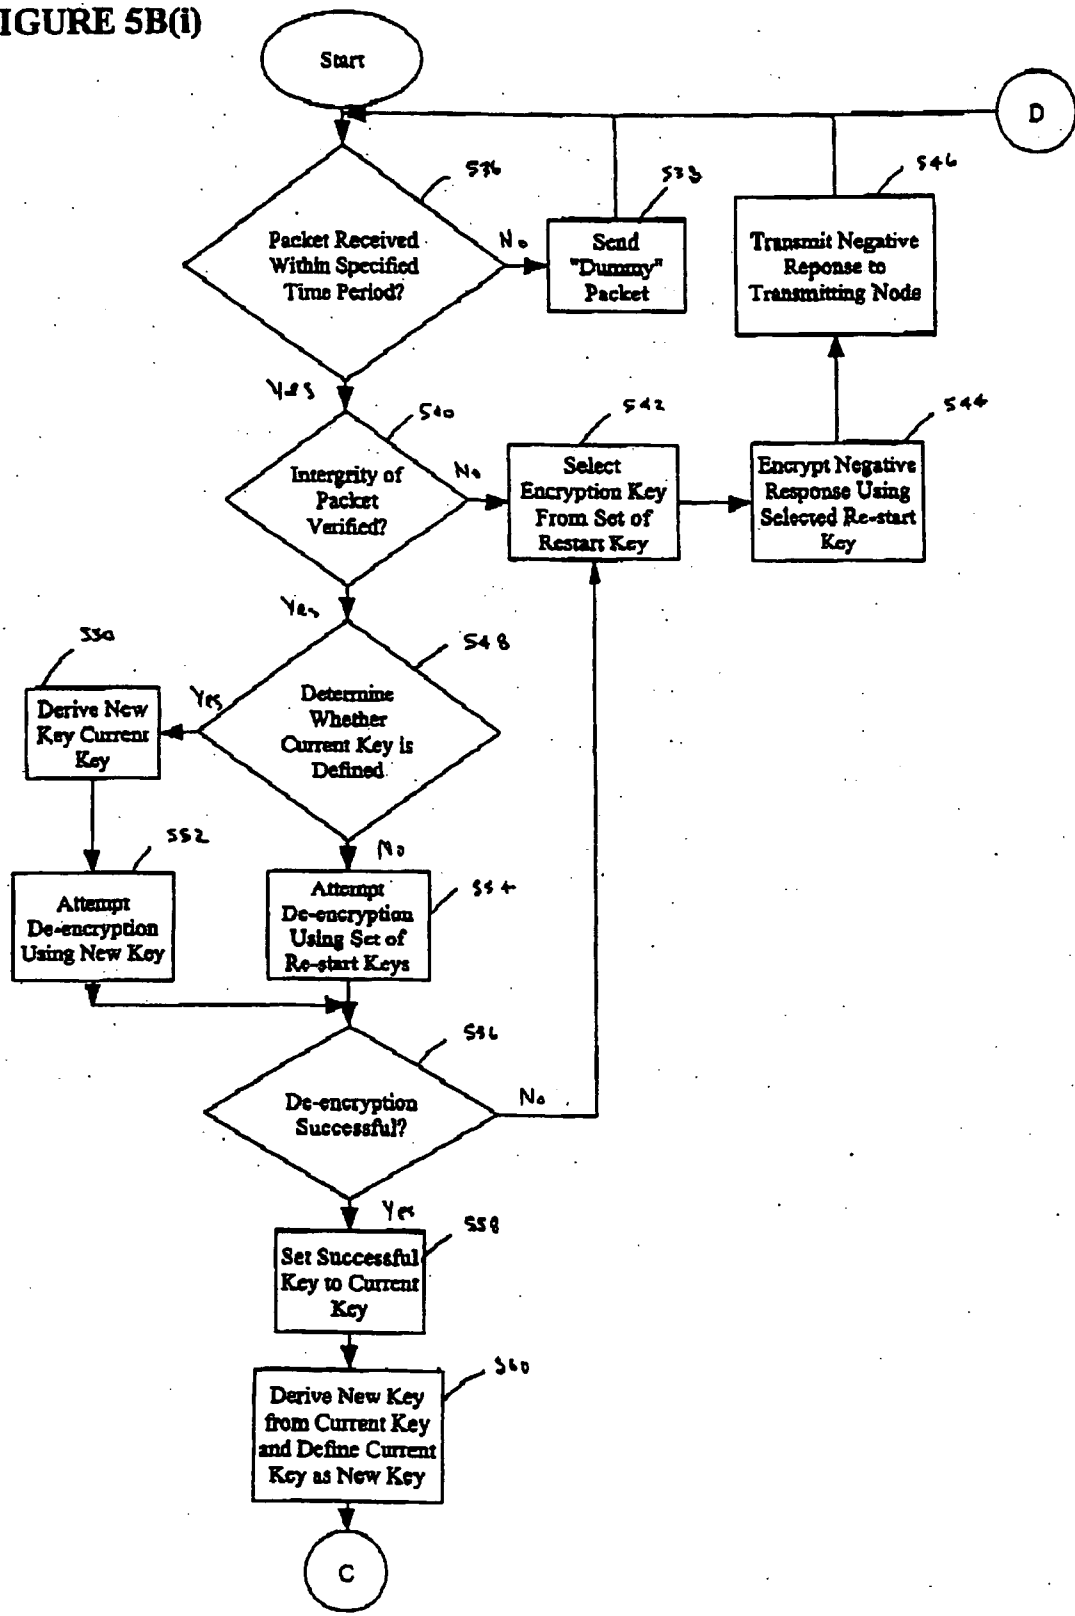 IGURE 5B(i)
Start
D
536
Packet Received
Within Specified
Time Period?
No
538
Send
"Dummy"
Packet
546
Transmit Negative
Reponse to
Transmitting Node
Yes
540
Intergrity of
Packet
Verified?
No
542
Select
Encryption Key
From Set of
Restart Key
544
Encrypt Negative
Response Using
Selected Re-start
Key
Yes
548
Determine
Whether
Current Key is
Defined
Yes
550
Derive New
Key Current
Key
No
552
Attempt
De-encryption
Using New Key
554
Attempt
De-encryption
Using Set of
Re-start Keys
556
De-encryption
Successful?
No
Yes
558
Set Successful
Key to Current
Key
560
Derive New Key
from Current Key
and Define Current
Key as New Key
C